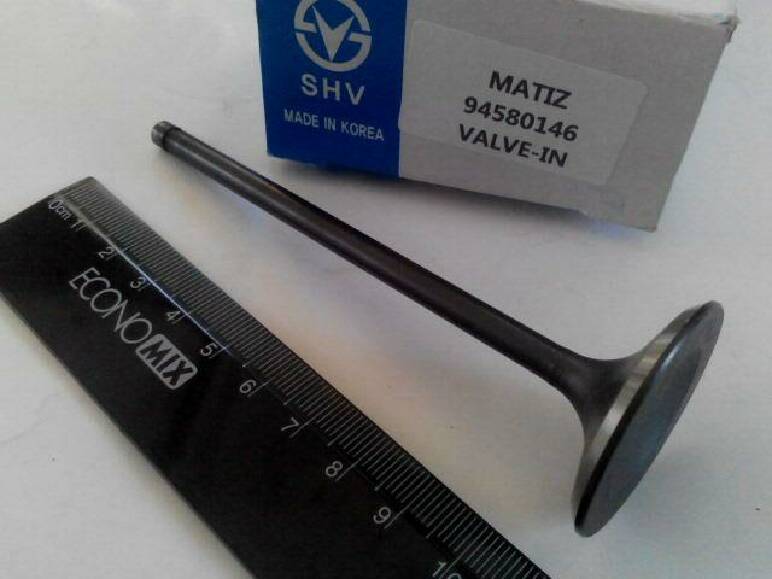 SHV
MADE IN KOREA
MATIZ
94580146
VALVE-IN
0cm 1 2 3 4 5 6 7 8 9 10
ECONOMIX